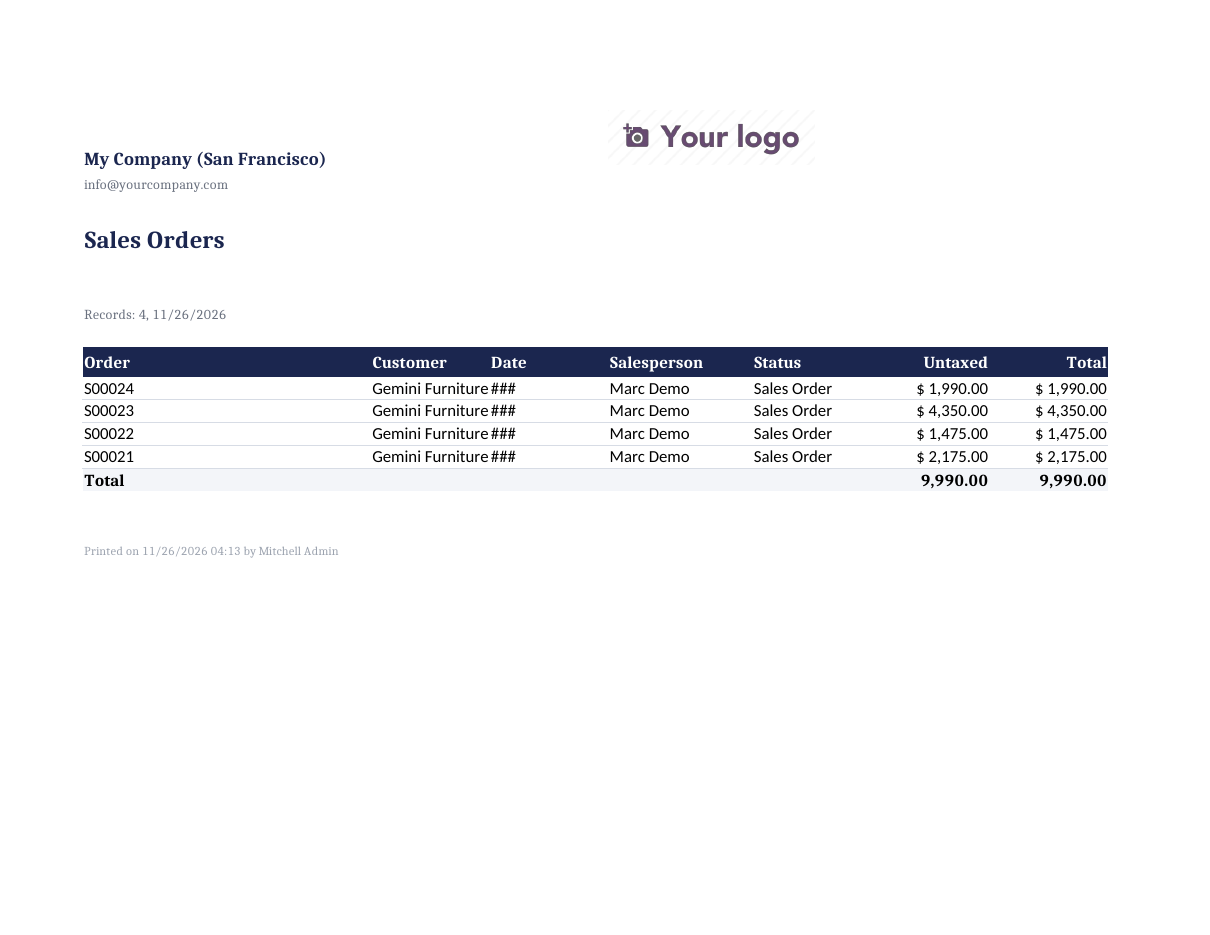 Your logo
My Company (San Francisco)
info@yourcompany.com
Sales Orders
Records: 4, 11/26/2026
Order Customer Date Salesperson Status Untaxed Total
S00024 Gemini Furniture ### Marc Demo Sales Order $ 1,990.00 $ 1,990.00
S00023 Gemini Furniture ### Marc Demo Sales Order $ 4,350.00 $ 4,350.00
S00022 Gemini Furniture ### Marc Demo Sales Order $ 1,475.00 $ 1,475.00
S00021 Gemini Furniture ### Marc Demo Sales Order $ 2,175.00 $ 2,175.00
Total 9,990.00 9,990.00
Printed on 11/26/2026 04:13 by Mitchell Admin